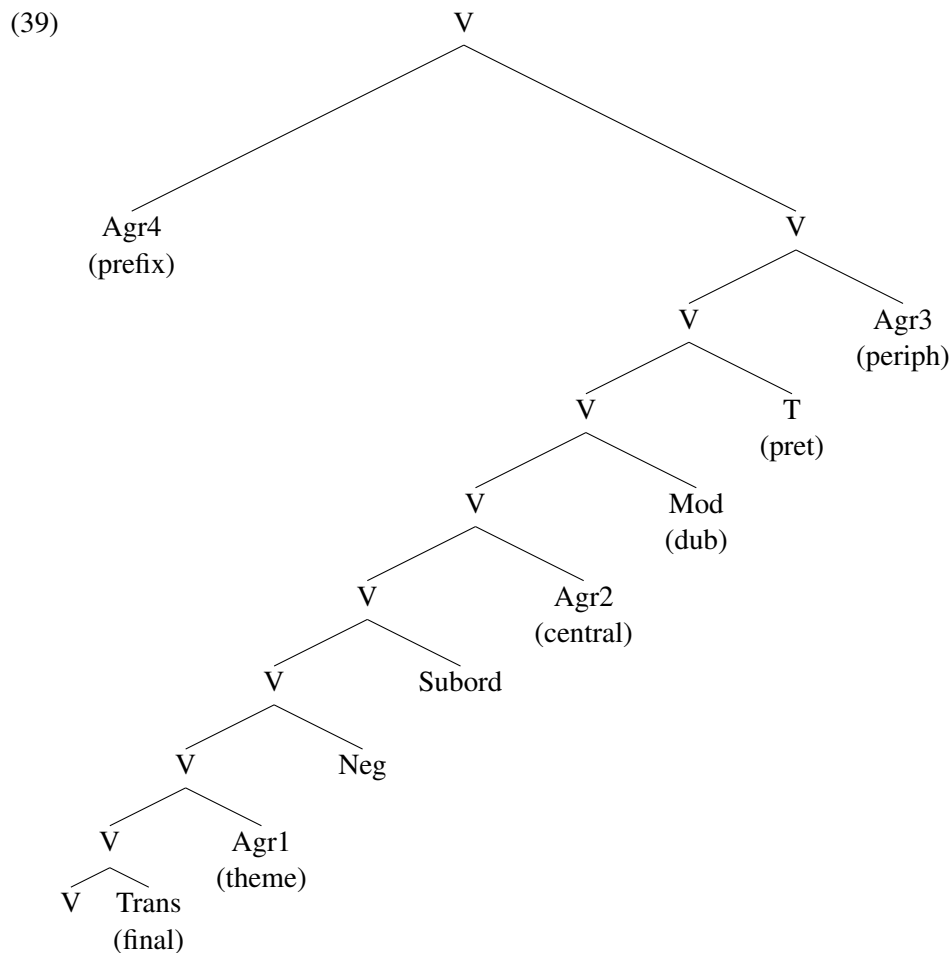 (39)
V
Agr4
(prefix)
V
V
Agr3
(periph)
V
T
(pret)
V
Mod
(dub)
V
Agr2
(central)
V
Subord
V
Neg
V
Agr1
(theme)
V
Trans
(final)